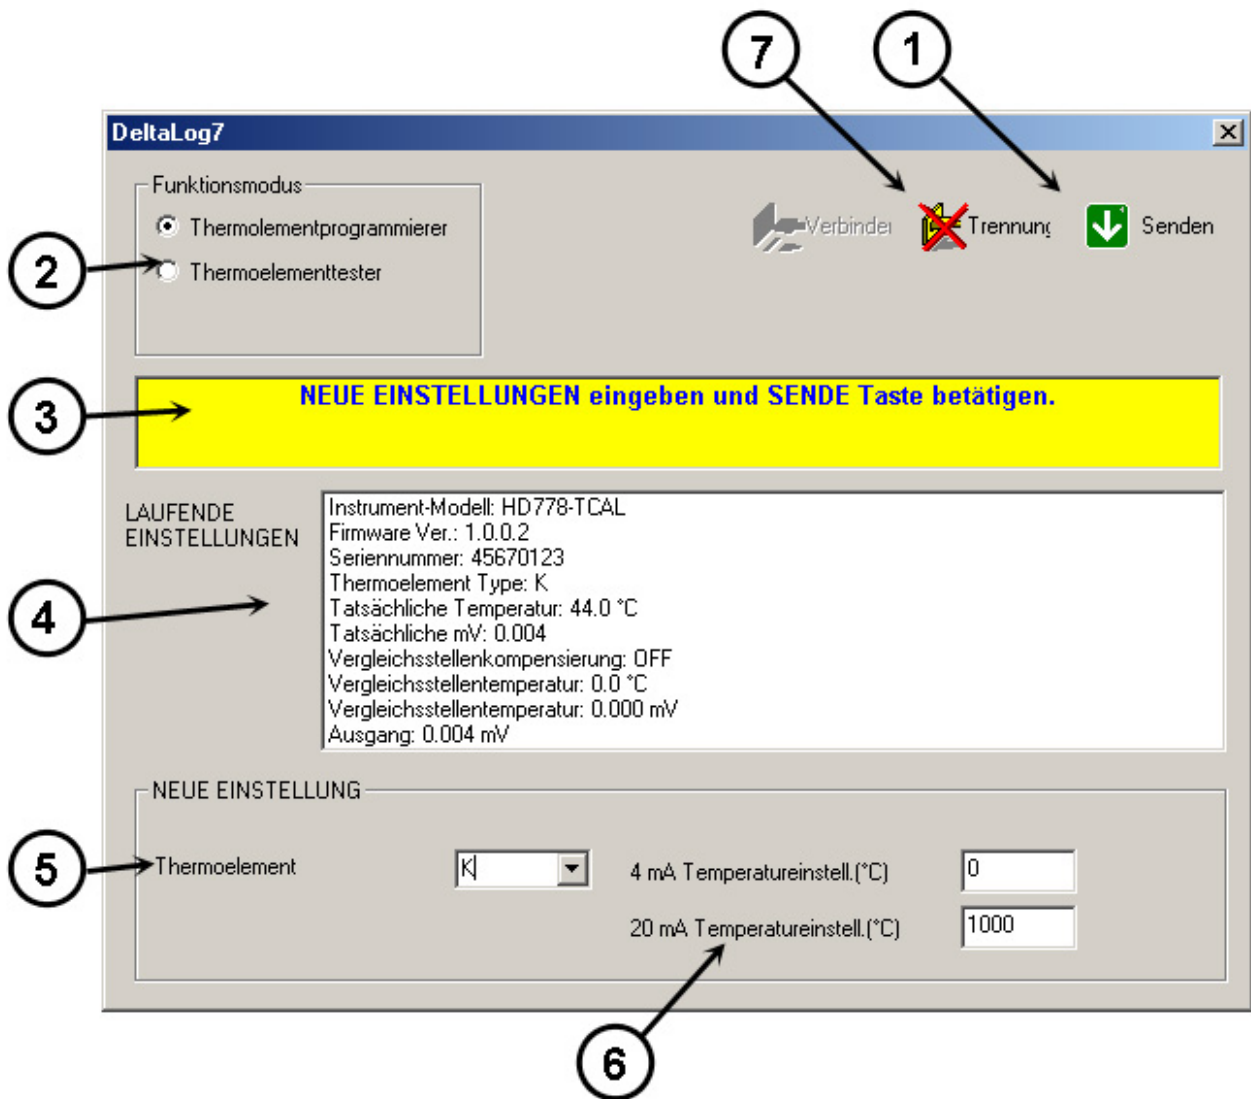 7
1
DeltaLog7
Funktionsmodus
Thermolementprogrammierer
Thermoelementtester
Verbinder
Trennung
Senden
2
3
NEUE EINSTELLUNGEN eingeben und SENDE Taste betätigen.
LAUFENDE
EINSTELLUNGEN
Instrument-Modell: HD778-TCAL
Firmware Ver.: 1.0.0.2
Seriennummer: 45670123
Thermoelement Type: K
Tatsächliche Temperatur: 44.0 °C
Tatsächliche mV: 0.004
Vergleichsstellenkompensierung: OFF
Vergleichsstellentemperatur: 0.0 °C
Vergleichsstellentemperatur: 0.000 mV
Ausgang: 0.004 mV
4
NEUE EINSTELLUNG
5
Thermoelement
K
4 mA Temperatureinstell.(°C)
0
20 mA Temperatureinstell.(°C)
1000
6